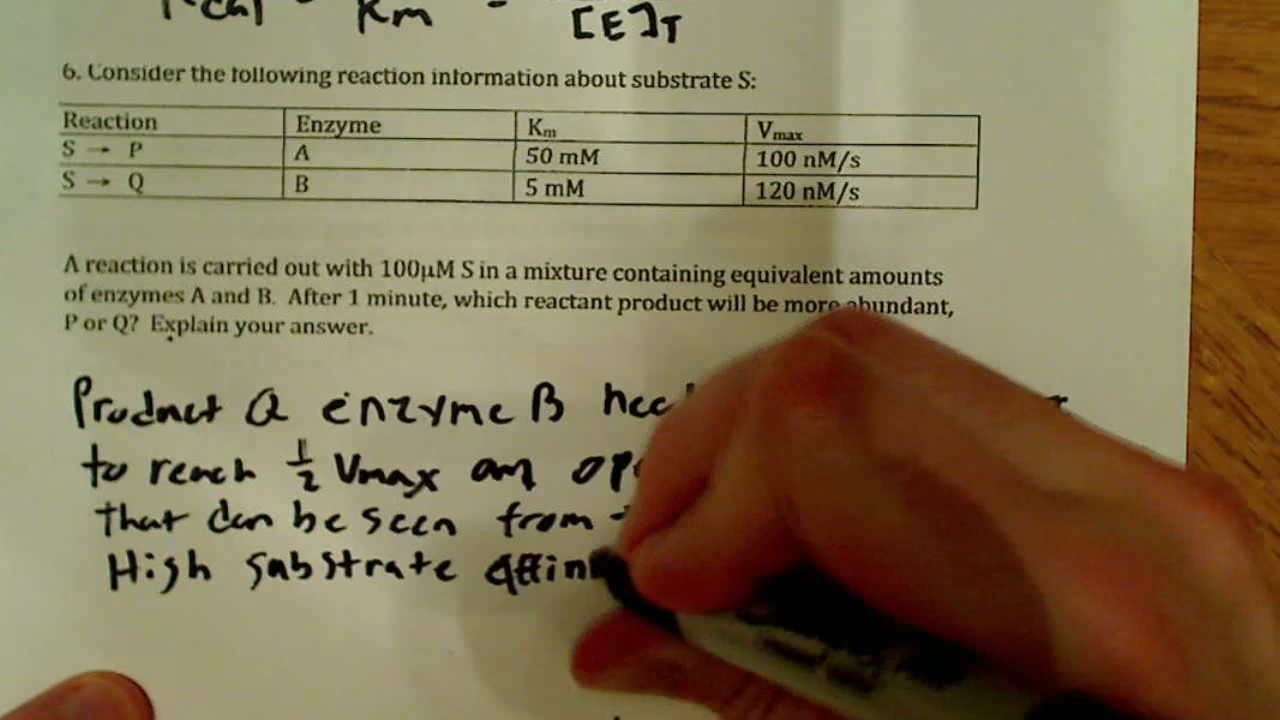 Km = [E]T
6. Consider the following reaction information about substrate S:
Reaction Enzyme Km Vmax
S → P A 50 mM 100 nM/s
S → Q B 5 mM 120 nM/s
A reaction is carried out with 100µM S in a mixture containing equivalent amounts
of enzymes A and B. After 1 minute, which reactant product will be more abundant,
P or Q? Explain your answer.
Product Q enzyme B
to reach 1/2 Vmax
that can be seen from
High substrate